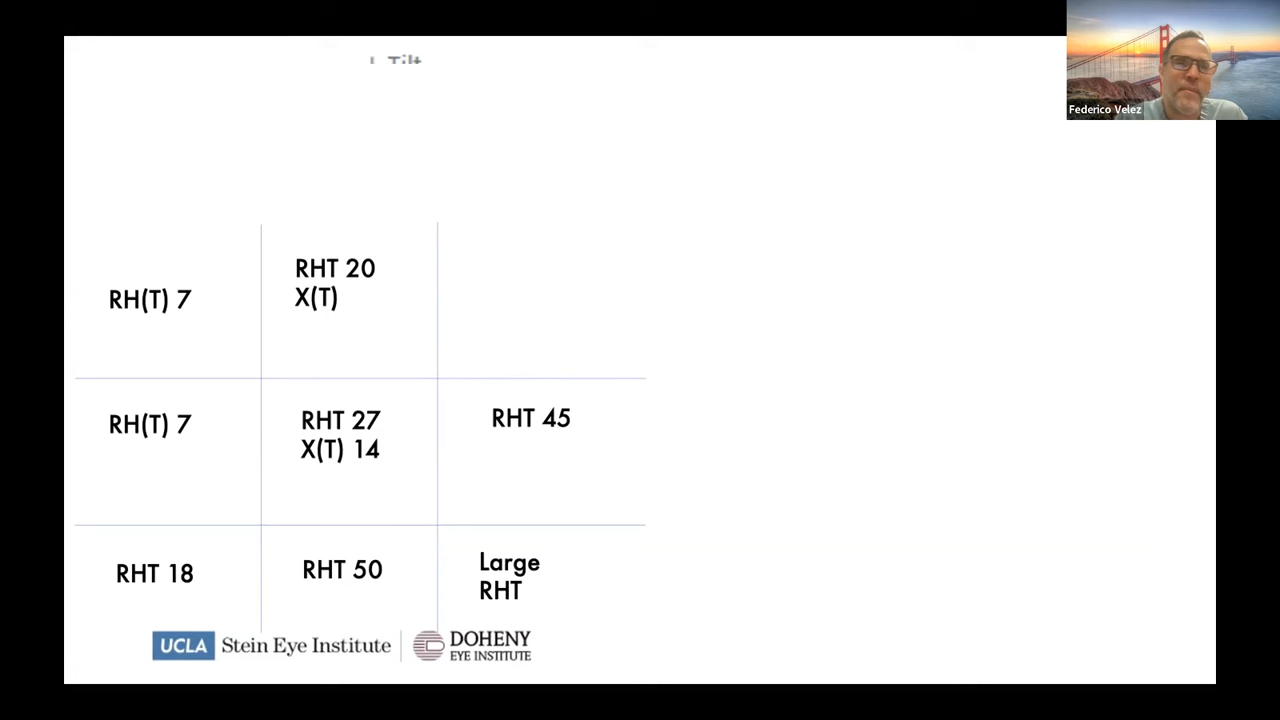 Federico Velez
RH(T) 7
RHT 20
X(T)
RH(T) 7
RHT 27
X(T) 14
RHT 45
RHT 18
RHT 50
Large
RHT
UCLA Stein Eye Institute
DOHENY
EYE INSTITUTE